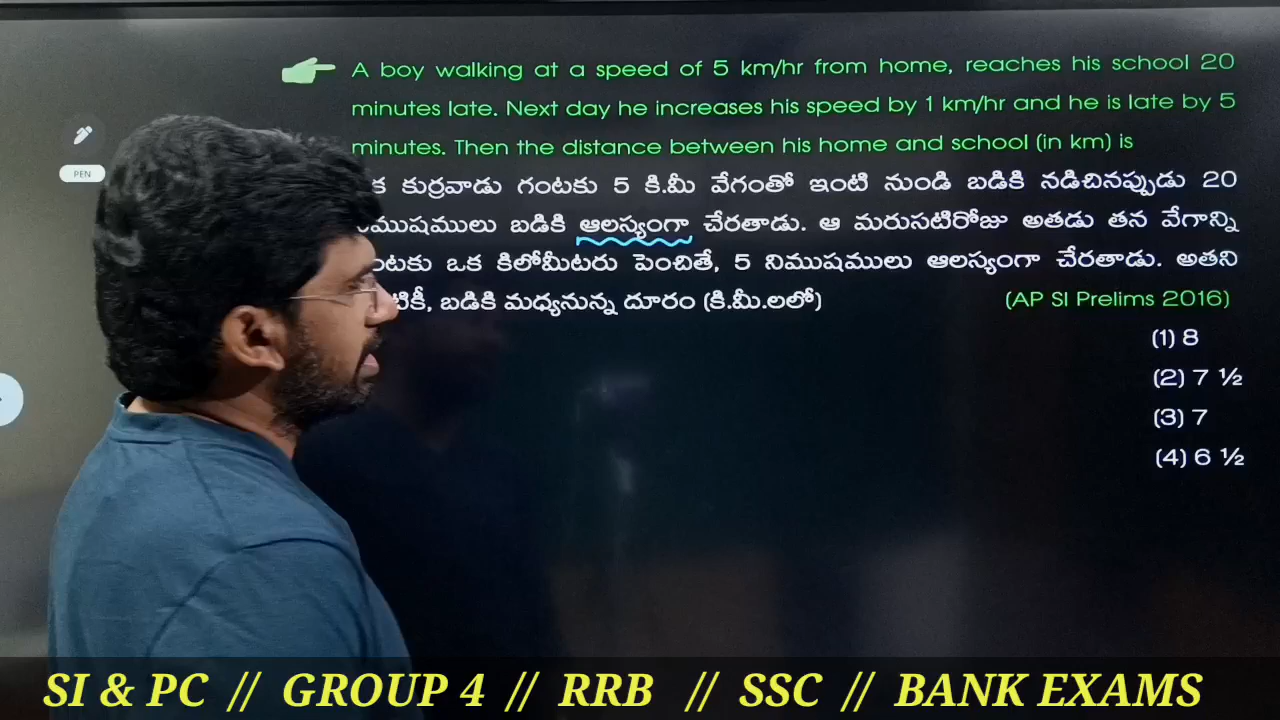 A boy walking at a speed of 5 km/hr from home, reaches his school 20
minutes late. Next day he increases his speed by 1 km/hr and he is late by 5
minutes. Then the distance between his home and school (in km) is
కుర్రవాడు గంటకు 5 కి.మీ వేగంతో ఇంటి నుండి బడికి నడిచినప్పుడు 20
బడికి ఆలస్యంగా చేరతాడు. ఆ మరుసటిరోజు అతడు తన వేగాన్ని
ఒక కిలోమీటరు పెంచితే, 5 నిముషములు ఆలస్యంగా చేరతాడు. అతని
బడికి మధ్యనున్న దూరం (కి.మీ.లలో) (AP SI Prelims 2016)
(1) 8
(2) 7 ½
(3) 7
(4) 6 ½
PEN
SI & PC // GROUP 4 // RRB // SSC // BANK EXAMS